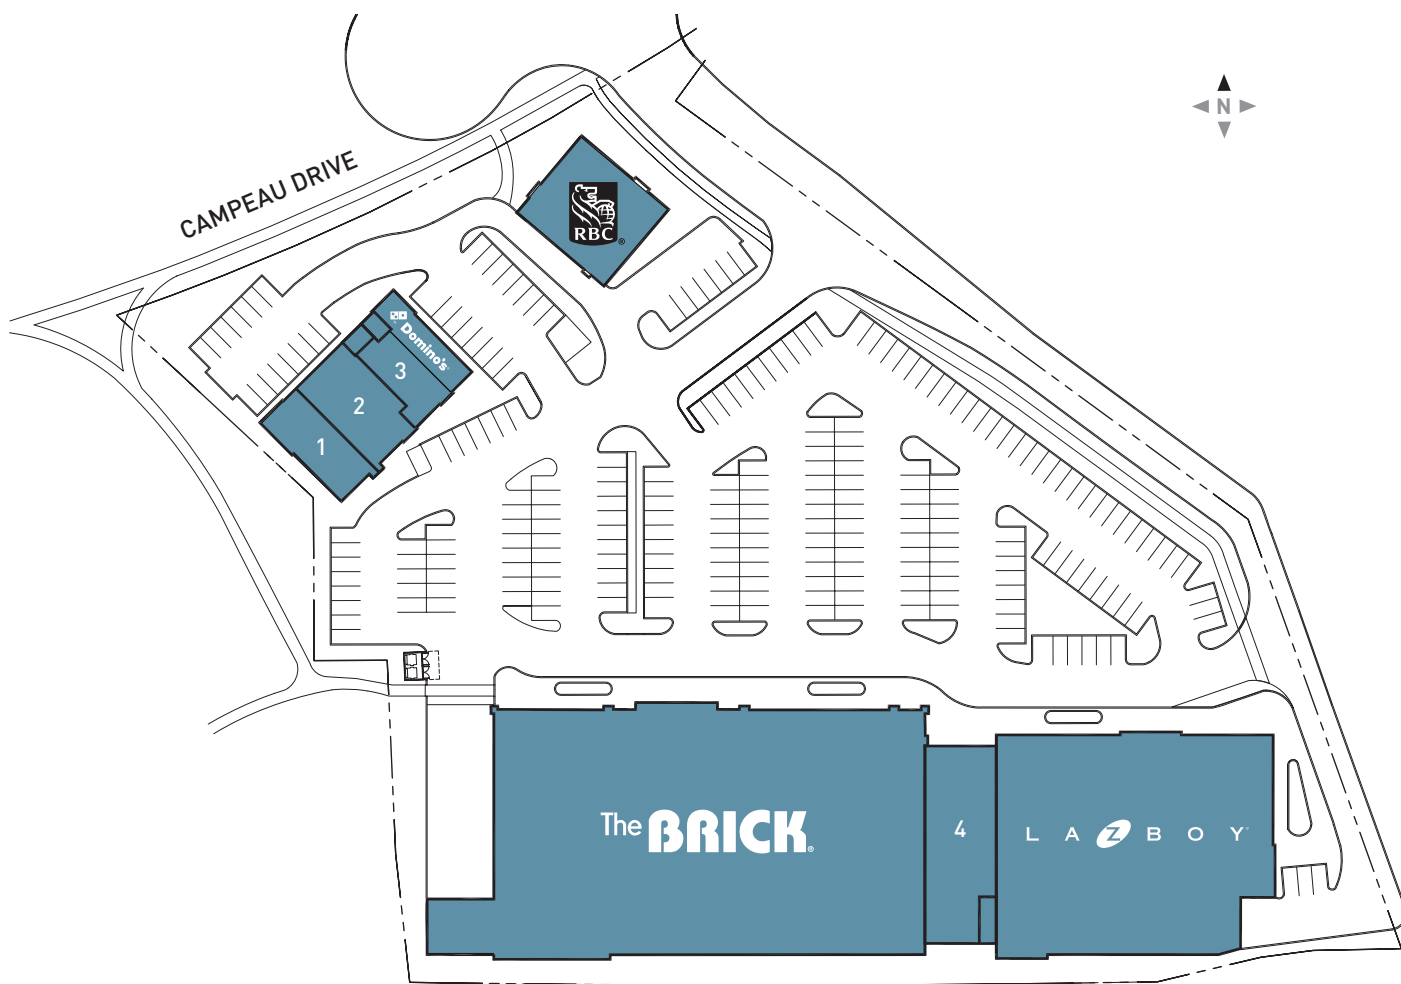 N
CAMPEAU DRIVE
RBC®
Domino's
3
2
1
The BRICK®
4
LA Z BOY